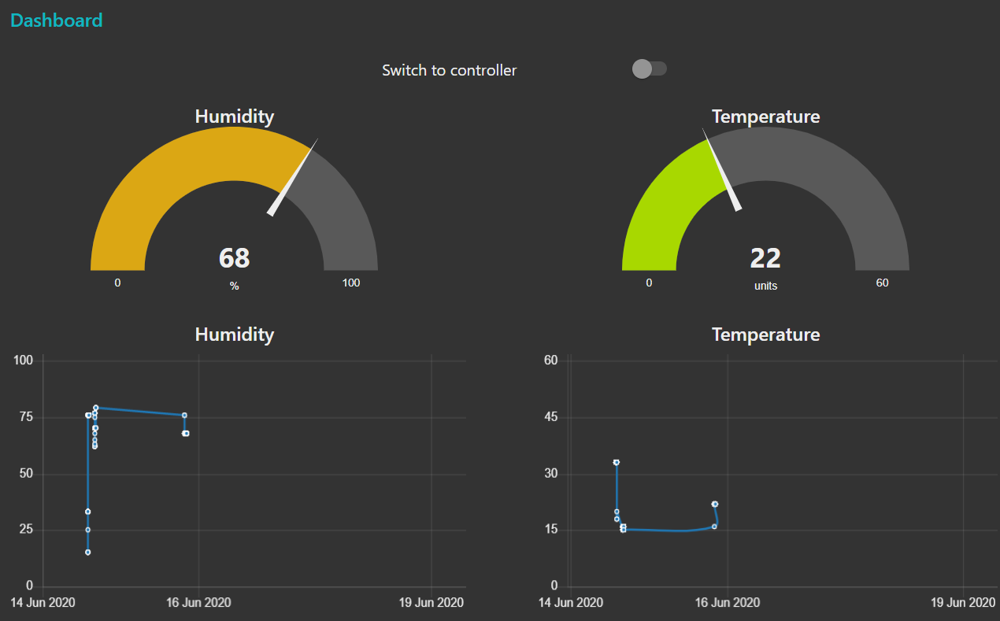 Dashboard
Switch to controller
Humidity
68
0
%
100
Temperature
22
0
units
60
Humidity
100
75
50
25
0
14 Jun 2020
16 Jun 2020
19 Jun 2020
Temperature
60
45
30
15
0
14 Jun 2020
16 Jun 2020
19 Jun 2020